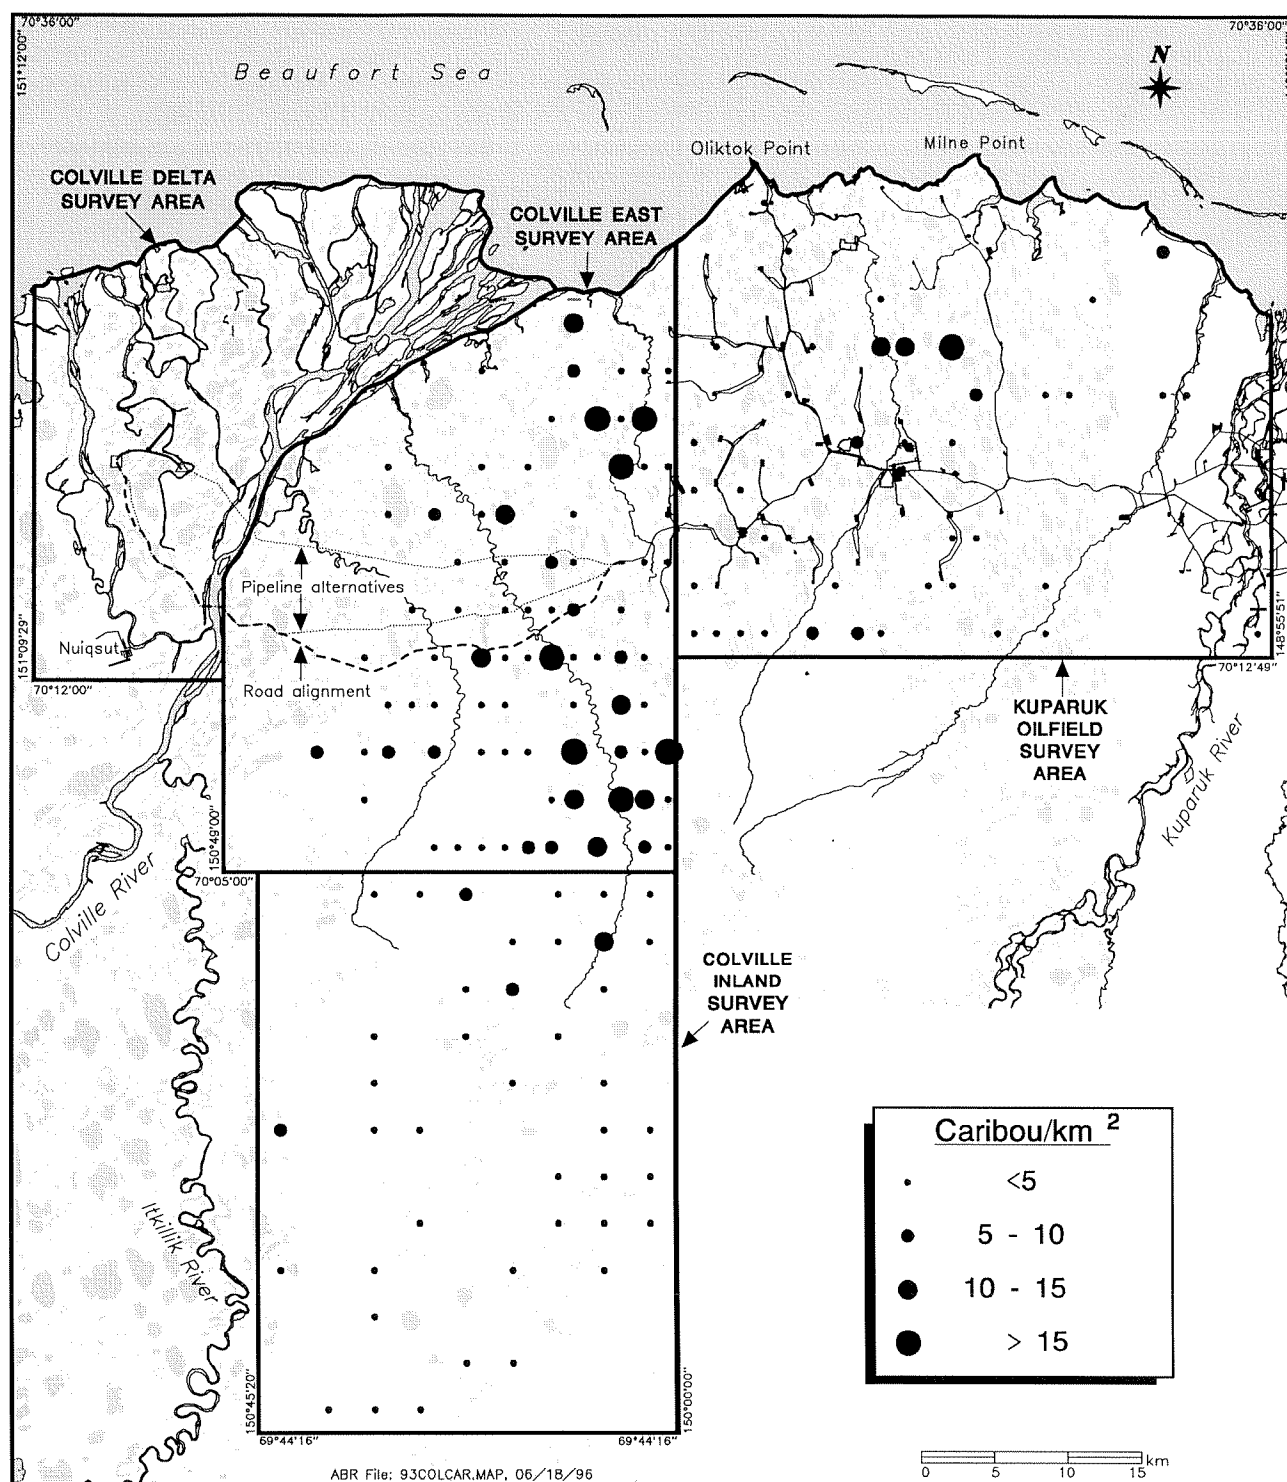 70°36'00"
70°36'00"
151°12'00"
Beaufort Sea
N
Oliktok Point
Milne Point
COLVILLE DELTA
SURVEY AREA
COLVILLE EAST
SURVEY AREA
Pipeline alternatives
Nuiqsut
Road alignment
151°09'29"
70°12'00"
148°55'51"
70°12'49"
KUPARUK
OILFIELD
SURVEY
AREA
Kuparuk River
150°49'00"
70°05'00"
Colville River
COLVILLE
INLAND
SURVEY
AREA
Itkillik River
Caribou/km 2
<5
5 - 10
10 - 15
> 15
150°45'20"
150°00'00"
69°44'16"
69°44'16"
ABR File: 93COLCAR.MAP, 06/18/96
0 5 10 15 km